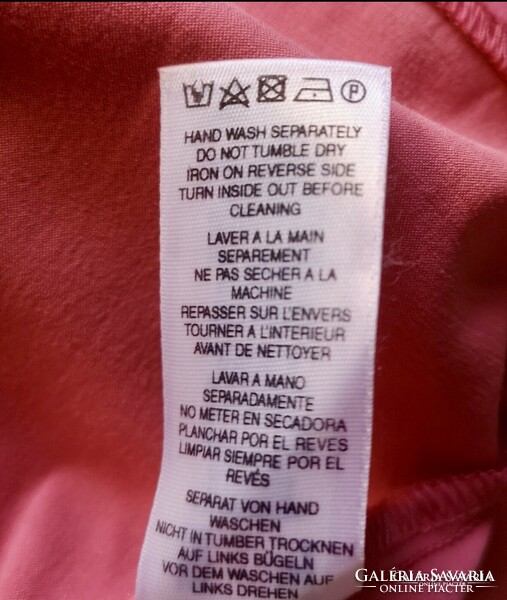 P
HAND WASH SEPARATELY
DO NOT TUMBLE DRY
IRON ON REVERSE SIDE
TURN INSIDE OUT BEFORE
CLEANING
LAVER A LA MAIN
SEPAREMENT
NE PAS SECHER A LA
MACHINE
REPASSER SUR L'ENVERS
TOURNER A L'INTERIEUR
AVANT DE NETTOYER
LAVAR A MANO
SEPARADAMENTE
NO METER EN SECADORA
PLANCHAR POR EL REVES
LIMPIAR SIEMPRE POR EL
REVÉS
SEPARAT VON HAND
WASCHEN
NICHT IN TUMBER TROCKNEN
AUF LINKS BÜGELN
VOR DEM WASCHEN AUF
LINKS DREHEN
GALÉRIA SAVARIA
ONLINE PIACTÉR